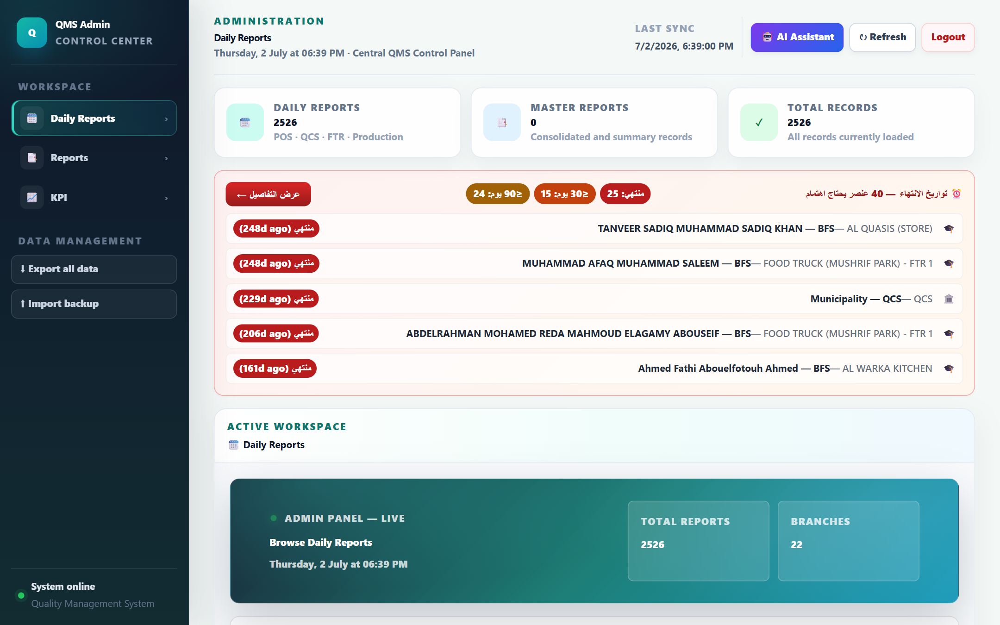 Q
QMS Admin
CONTROL CENTER
WORKSPACE
Daily Reports ›
Reports ›
KPI ›
DATA MANAGEMENT
⬇ Export all data
⬆ Import backup
System online
Quality Management System
ADMINISTRATION
Daily Reports
Thursday, 2 July at 06:39 PM · Central QMS Control Panel
LAST SYNC
7/2/2026, 6:39:00 PM
AI Assistant
↻ Refresh
Logout
DAILY REPORTS
2526
POS · QCS · FTR · Production
MASTER REPORTS
0
Consolidated and summary records
✓
TOTAL RECORDS
2526
All records currently loaded
تواريخ الانتهاء — 40 عنصر يحتاج اهتمام
منتهي: 25
≤30 يوم: 15
≤90 يوم: 24
عرض التفاصيل ←
TANVEER SADIQ MUHAMMAD SADIQ KHAN — BFS— AL QUASIS (STORE)
منتهي (248d ago)
MUHAMMAD AFAQ MUHAMMAD SALEEM — BFS— FOOD TRUCK (MUSHRIF PARK) - FTR 1
منتهي (248d ago)
Municipality — QCS— QCS
منتهي (229d ago)
ABDELRAHMAN MOHAMED REDA MAHMOUD ELAGAMY ABOUSEIF — BFS— FOOD TRUCK (MUSHRIF PARK) - FTR 1
منتهي (206d ago)
Ahmed Fathi Abouelfotouh Ahmed — BFS— AL WARKA KITCHEN
منتهي (161d ago)
ACTIVE WORKSPACE
Daily Reports
ADMIN PANEL — LIVE
Browse Daily Reports
Thursday, 2 July at 06:39 PM
TOTAL REPORTS
2526
BRANCHES
22